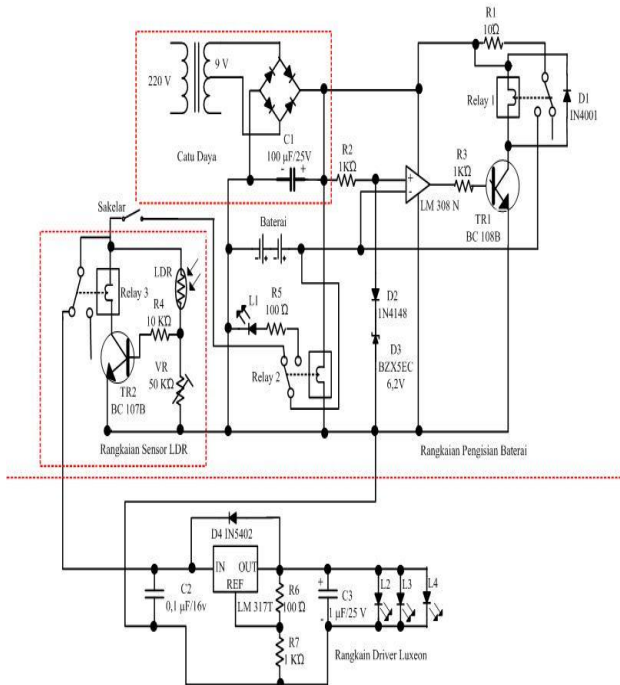 220 V
9 V
Catu Daya
C1
100 µF/25V
-
+
R1
10Ω
Relay 1
D1
IN4001
R2
1KΩ
+
-
LM 308 N
R3
1KΩ
TR1
BC 108B
Sakelar
Baterai
-
+
-
+
Relay 3
LDR
R4
10 KΩ
VR
50 KΩ
TR2
BC 107B
L1
R5
100 Ω
Relay 2
D2
1N4148
D3
BZX5EC
6,2V
Rangkaian Sensor LDR
Rangkaian Pengisian Baterai
D4 IN5402
IN
OUT
REF
LM 317T
C2
0,1 µF/16v
R6
100Ω
R7
1 KΩ
+
C3
1 µF/25 V
-
L2
L3
L4
Rangkain Driver Luxeon